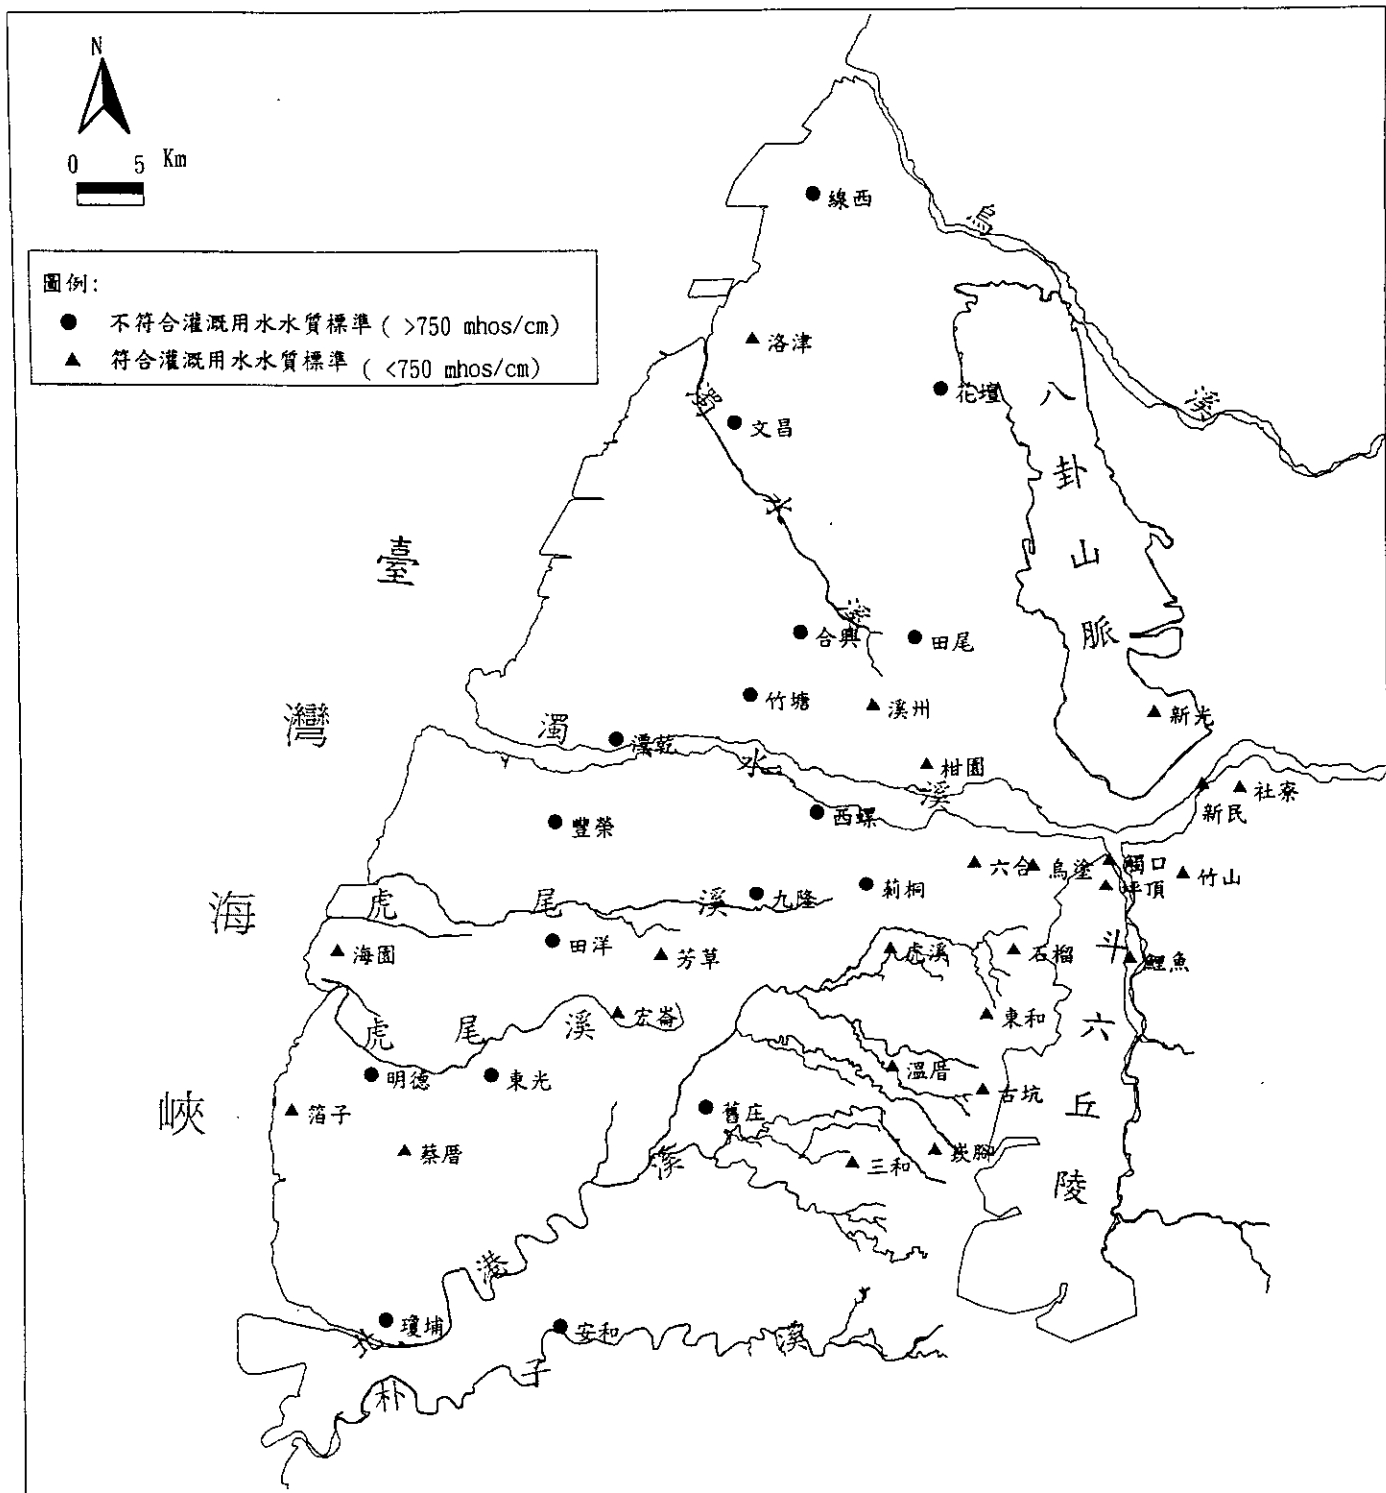 N
0 5 Km
圖例:
不符合灌溉用水水質標準 ( >750 mhos/cm)
符合灌溉用水水質標準 ( <750 mhos/cm)
烏溪
線西
洛津
花壇
文昌
濁水溪
八卦山脈
臺灣海峽
合興
田尾
竹塘
溪州
新光
濁水溪
潭乾
柑園
社寮
新民
西螺
豐榮
六合
烏塗
觸口
坪頂
竹山
虎尾溪
九隆
莿桐
海園
田洋
芳草
虎溪
石榴
鯉魚
斗六丘陵
虎尾溪
宏崙
東和
明德
東光
溫厝
古坑
箔子
舊庄
蔡厝
三和
崁腳
北港溪
瓊埔
安和
朴子溪